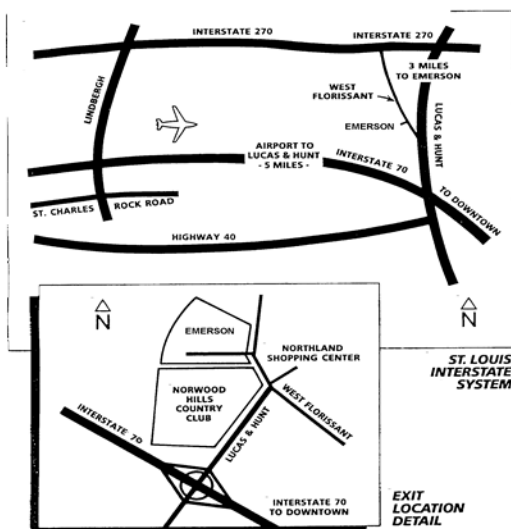 INTERSTATE 270
INTERSTATE 270
3 MILES
TO EMERSON
WEST
FLORISSANT
LINDBERGH
EMERSON
LUCAS & HUNT
AIRPORT TO
LUCAS & HUNT
- 5 MILES -
INTERSTATE 70
TO DOWNTOWN
ST. CHARLES
ROCK ROAD
HIGHWAY 40
N
N
EMERSON
NORTHLAND
SHOPPING CENTER
ST. LOUIS
INTERSTATE
SYSTEM
NORWOOD
HILLS
COUNTRY
CLUB
WEST FLORISSANT
INTERSTATE 70
LUCAS & HUNT
INTERSTATE 70
TO DOWNTOWN
EXIT
LOCATION
DETAIL